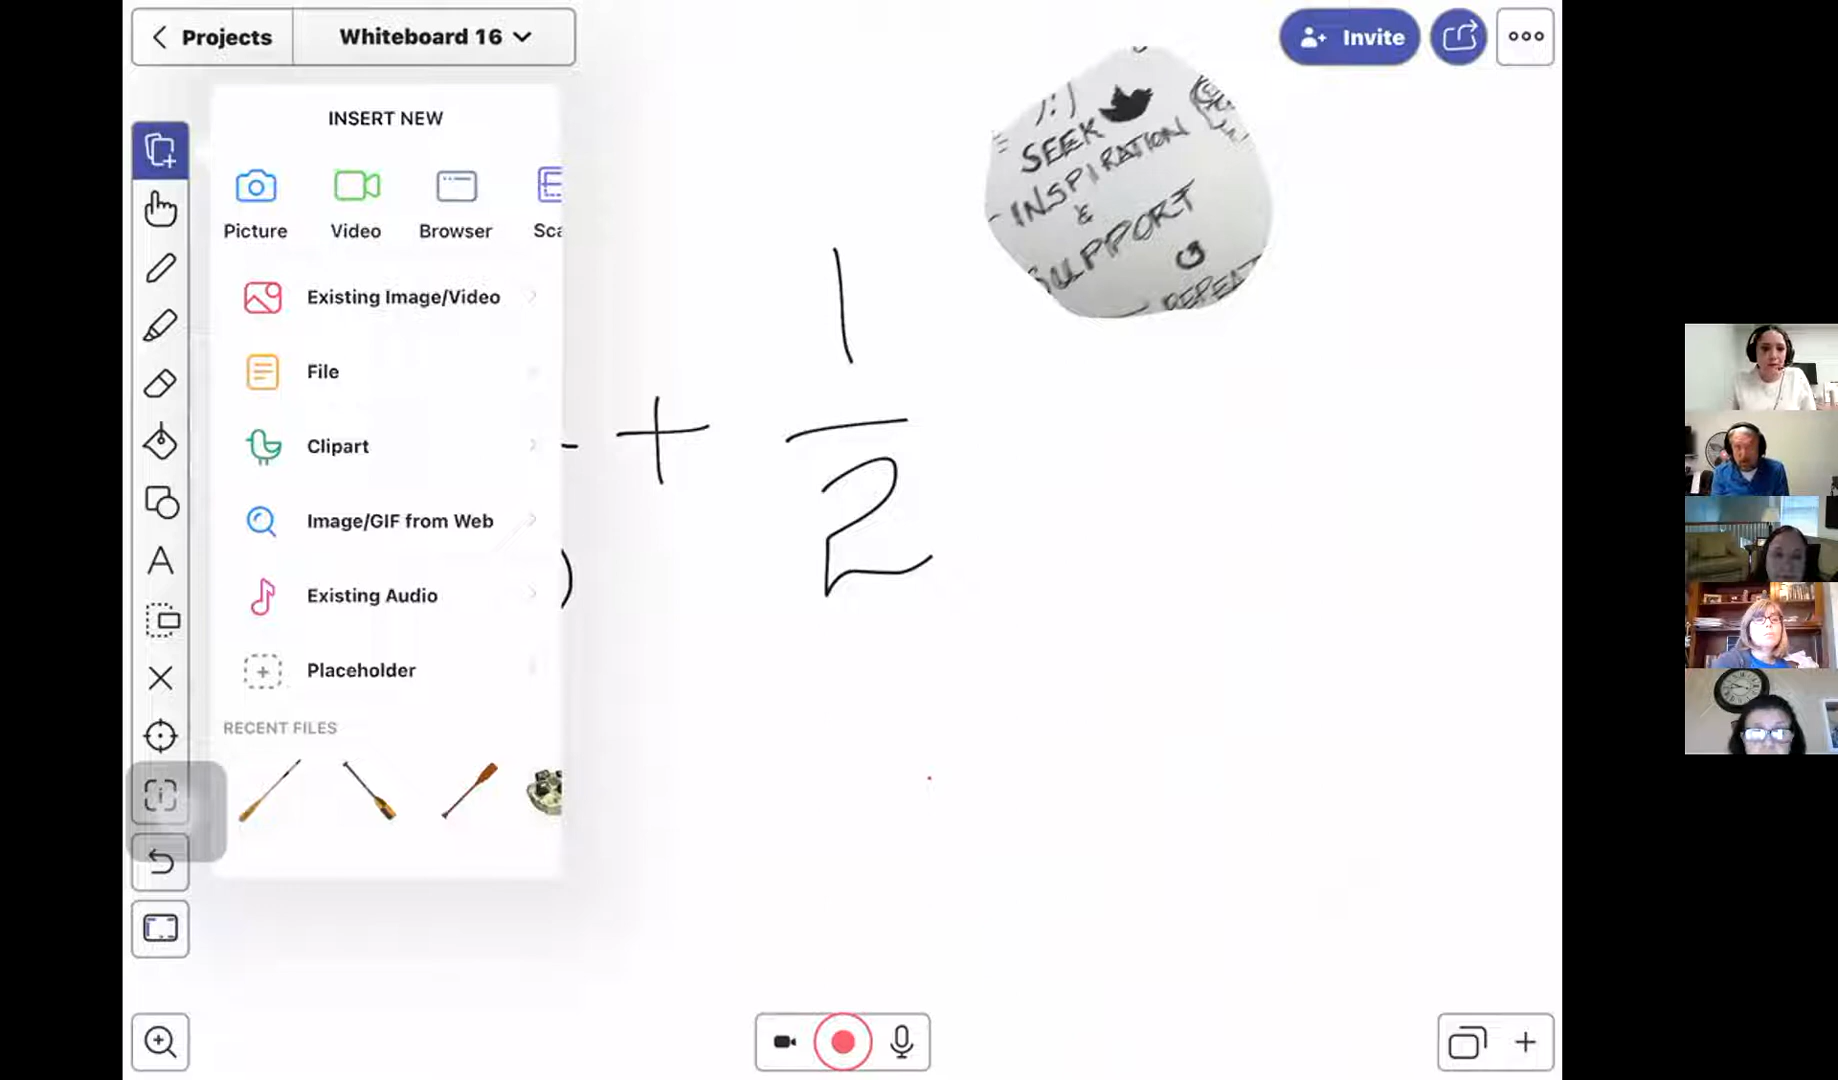 Projects
Whiteboard 16
Invite
INSERT NEW
Picture
Video
Browser
Sca
Existing Image/Video
File
Clipart
Image/GIF from Web
Existing Audio
Placeholder
RECENT FILES
A
+
1
2
SEEK
INSPIRATION
&
SUPPORT
REPEAT